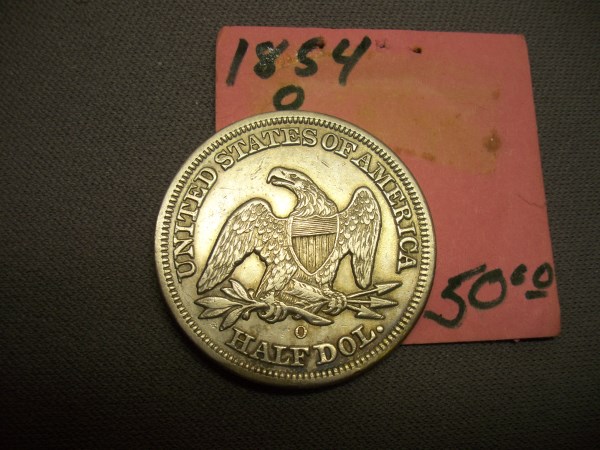 1854
O
UNITED STATES OF AMERICA
50.00
O
HALF DOL.